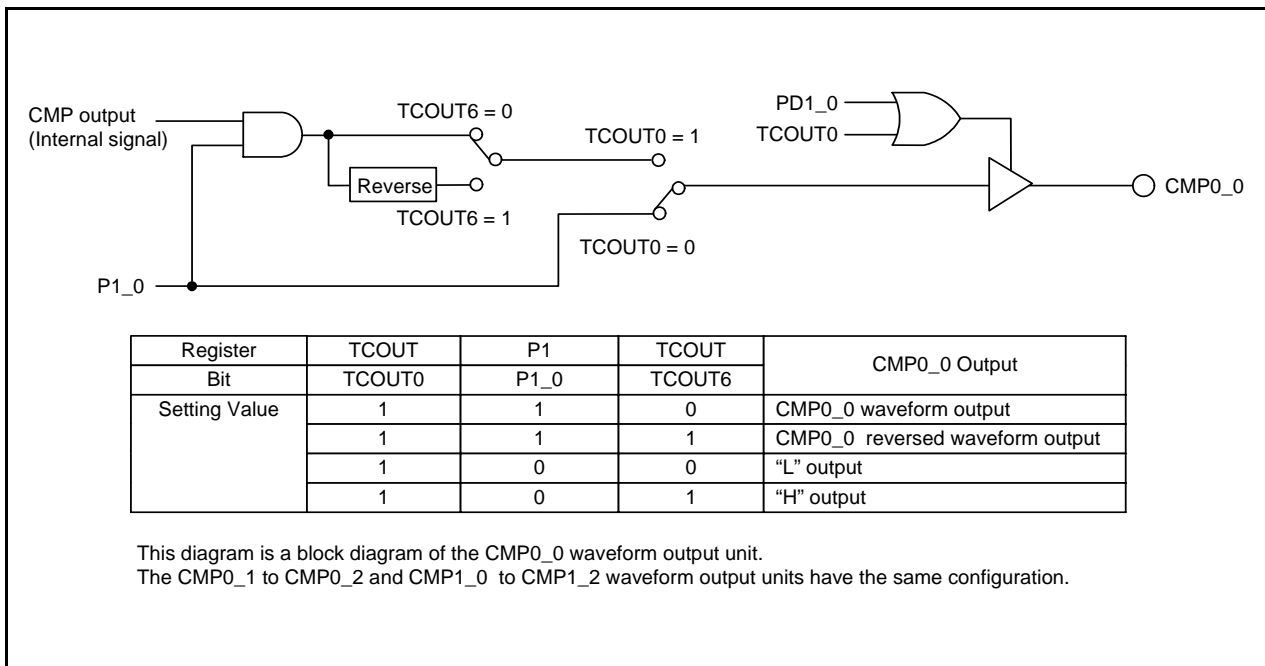 CMP output
(Internal signal)
TCOUT6 = 0
Reverse
TCOUT6 = 1
TCOUT0 = 1
TCOUT0 = 0
P1_0
PD1_0
TCOUT0
CMP0_0
Register TCOUT P1 TCOUT CMP0_0 Output
Bit TCOUT0 P1_0 TCOUT6
Setting Value 1 1 0 CMP0_0 waveform output
1 1 1 CMP0_0 reversed waveform output
1 0 0 “L” output
1 0 1 “H” output
This diagram is a block diagram of the CMP0_0 waveform output unit.
The CMP0_1 to CMP0_2 and CMP1_0 to CMP1_2 waveform output units have the same configuration.